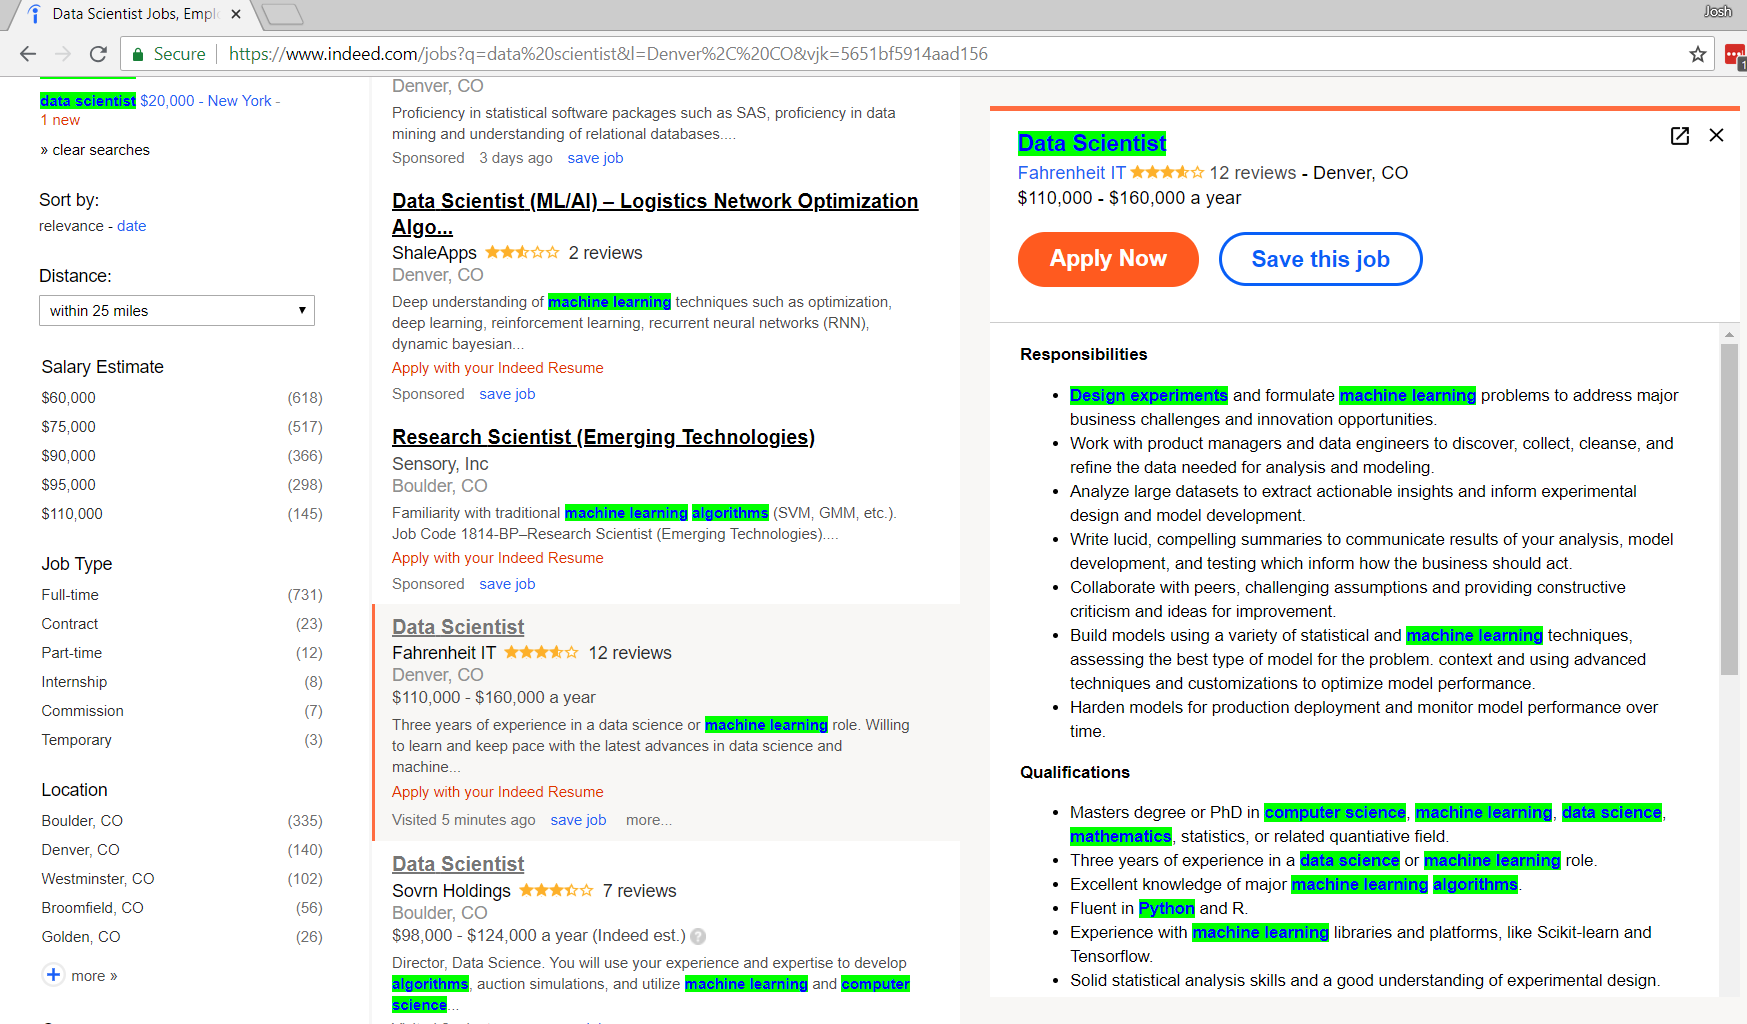 Data Scientist Jobs, Empl
Josh
Secure
https://www.indeed.com/jobs?q=data%20scientist&l=Denver%2C%20CO&vjk=5651bf5914aad156
1
data scientist $20,000 - New York -
1 new
» clear searches
Sort by:
relevance - date
Distance:
within 25 miles
Salary Estimate
$60,000 (618)
$75,000 (517)
$90,000 (366)
$95,000 (298)
$110,000 (145)
Job Type
Full-time (731)
Contract (23)
Part-time (12)
Internship (8)
Commission (7)
Temporary (3)
Location
Boulder, CO (335)
Denver, CO (140)
Westminster, CO (102)
Broomfield, CO (56)
Golden, CO (26)
more »
Denver, CO
Proficiency in statistical software packages such as SAS, proficiency in data
mining and understanding of relational databases....
Sponsored 3 days ago save job
Data Scientist (ML/AI) – Logistics Network Optimization
Algo...
ShaleApps 2 reviews
Denver, CO
Deep understanding of machine learning techniques such as optimization,
deep learning, reinforcement learning, recurrent neural networks (RNN),
dynamic bayesian...
Apply with your Indeed Resume
Sponsored save job
Research Scientist (Emerging Technologies)
Sensory, Inc
Boulder, CO
Familiarity with traditional machine learning algorithms (SVM, GMM, etc.).
Job Code 1814-BP–Research Scientist (Emerging Technologies)....
Apply with your Indeed Resume
Sponsored save job
Data Scientist
Fahrenheit IT 12 reviews
Denver, CO
$110,000 - $160,000 a year
Three years of experience in a data science or machine learning role. Willing
to learn and keep pace with the latest advances in data science and
machine...
Apply with your Indeed Resume
Visited 5 minutes ago save job more...
Data Scientist
Sovrn Holdings 7 reviews
Boulder, CO
$98,000 - $124,000 a year (Indeed est.) ?
Director, Data Science. You will use your experience and expertise to develop
algorithms, auction simulations, and utilize machine learning and computer
science...
Data Scientist
Fahrenheit IT 12 reviews - Denver, CO
$110,000 - $160,000 a year
Apply Now
Save this job
Responsibilities
• Design experiments and formulate machine learning problems to address major
business challenges and innovation opportunities.
• Work with product managers and data engineers to discover, collect, cleanse, and
refine the data needed for analysis and modeling.
• Analyze large datasets to extract actionable insights and inform experimental
design and model development.
• Write lucid, compelling summaries to communicate results of your analysis, model
development, and testing which inform how the business should act.
• Collaborate with peers, challenging assumptions and providing constructive
criticism and ideas for improvement.
• Build models using a variety of statistical and machine learning techniques,
assessing the best type of model for the problem. context and using advanced
techniques and customizations to optimize model performance.
• Harden models for production deployment and monitor model performance over
time.
Qualifications
• Masters degree or PhD in computer science, machine learning, data science,
mathematics, statistics, or related quantiative field.
• Three years of experience in a data science or machine learning role.
• Excellent knowledge of major machine learning algorithms.
• Fluent in Python and R.
• Experience with machine learning libraries and platforms, like Scikit-learn and
Tensorflow.
• Solid statistical analysis skills and a good understanding of experimental design.